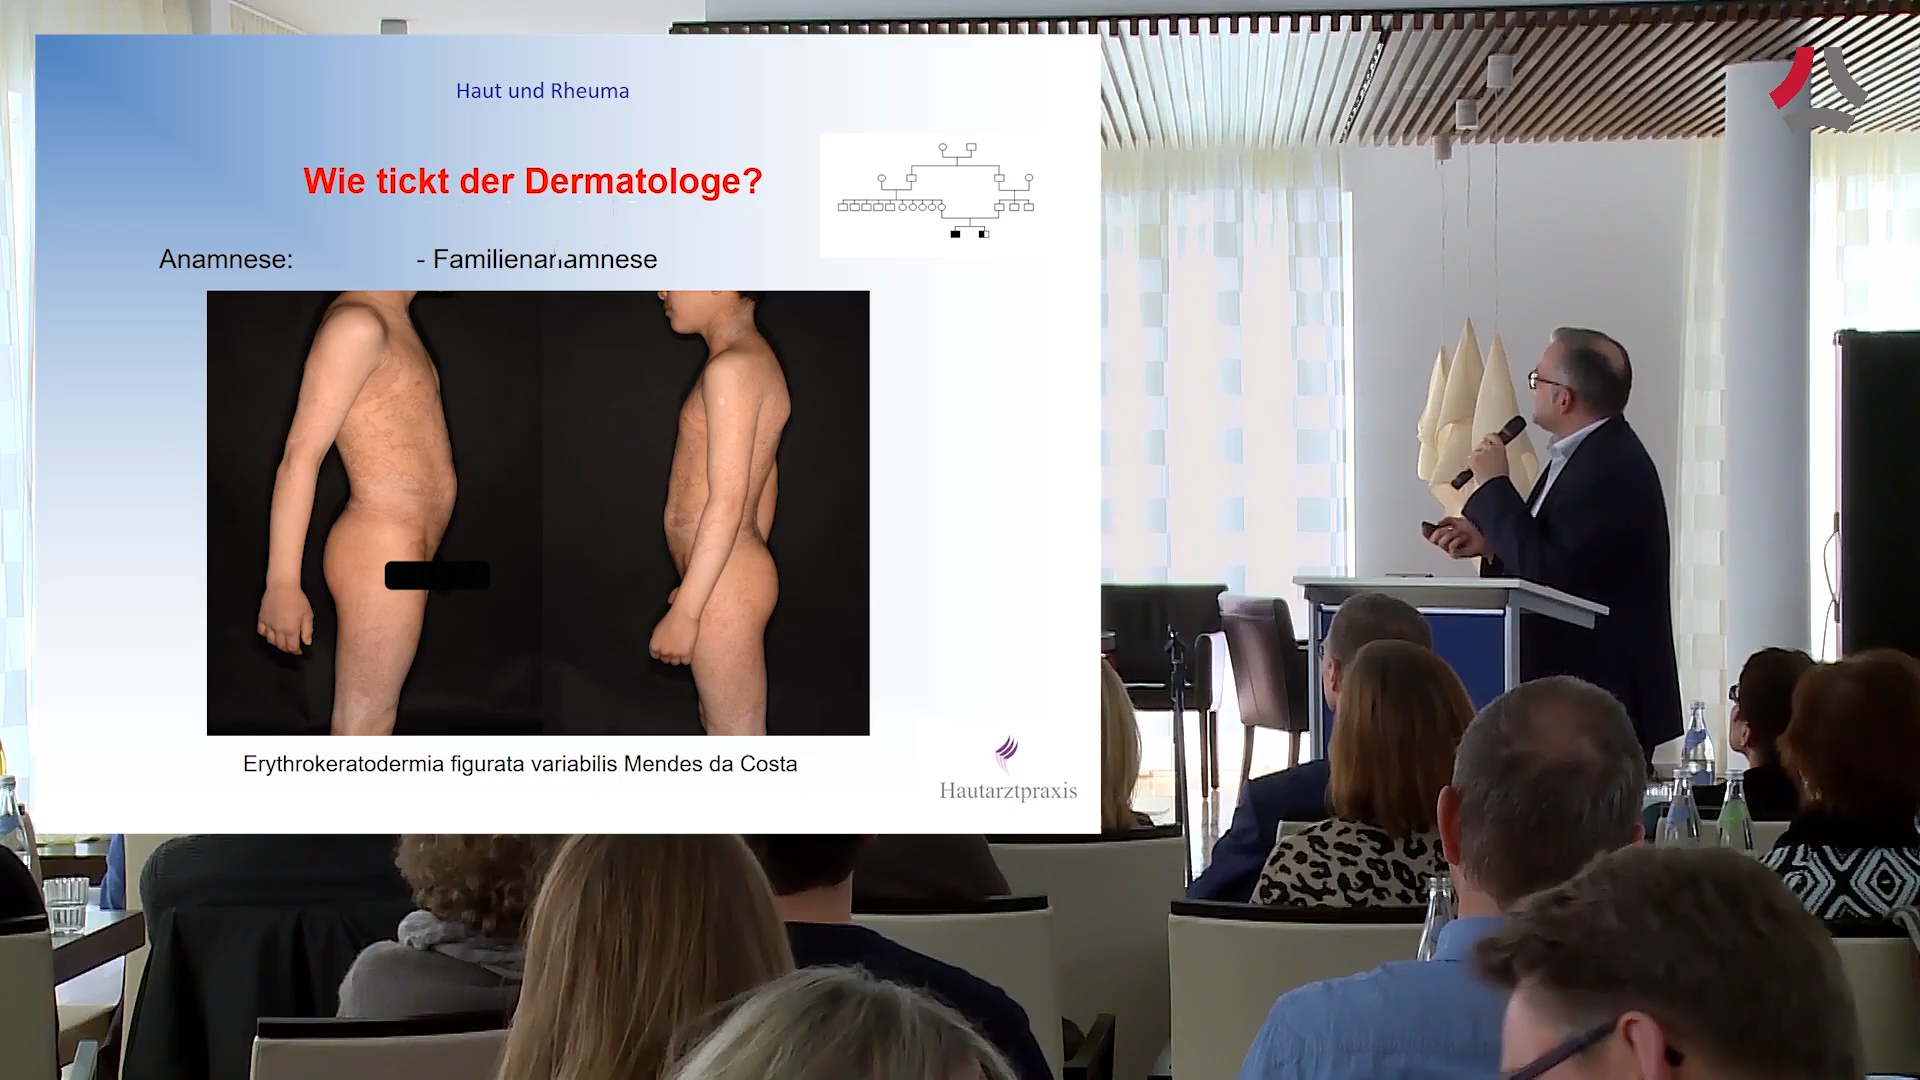 Haut und Rheuma
Wie tickt der Dermatologe?
Anamnese: - Familienanamnese
Erythrokeratodermia figurata variabilis Mendes da Costa
Hautarztpraxis